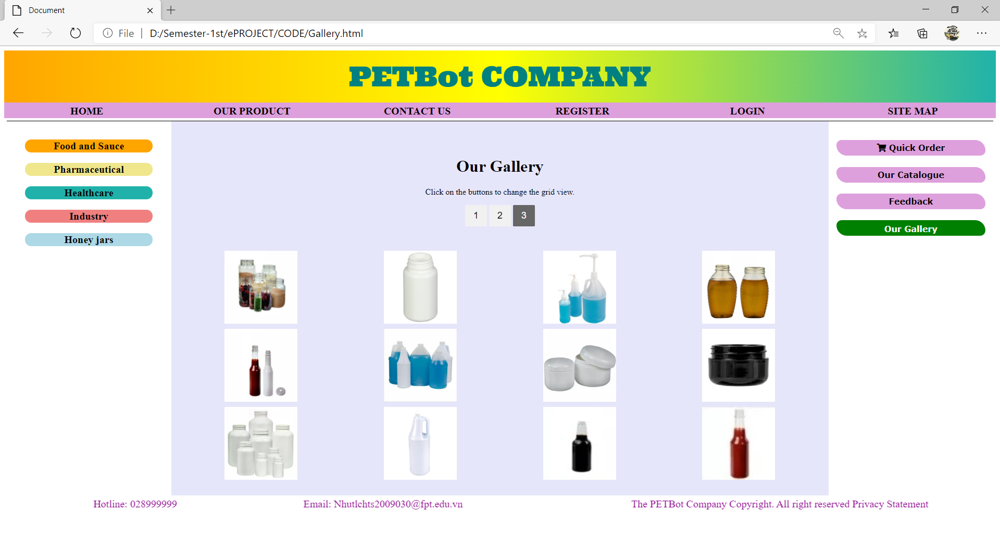 Document
File | D:/Semester-1st/ePROJECT/CODE/Gallery.html
PETBot COMPANY
HOME OUR PRODUCT CONTACT US REGISTER LOGIN SITE MAP
Food and Sauce
Pharmaceutical
Healthcare
Industry
Honey jars
Our Gallery
Click on the buttons to change the grid view.
1 2 3
Quick Order
Our Catalogue
Feedback
Our Gallery
Hotline: 028999999 Email: Nhutlchts2009030@fpt.edu.vn The PETBot Company Copyright. All right reserved Privacy Statement